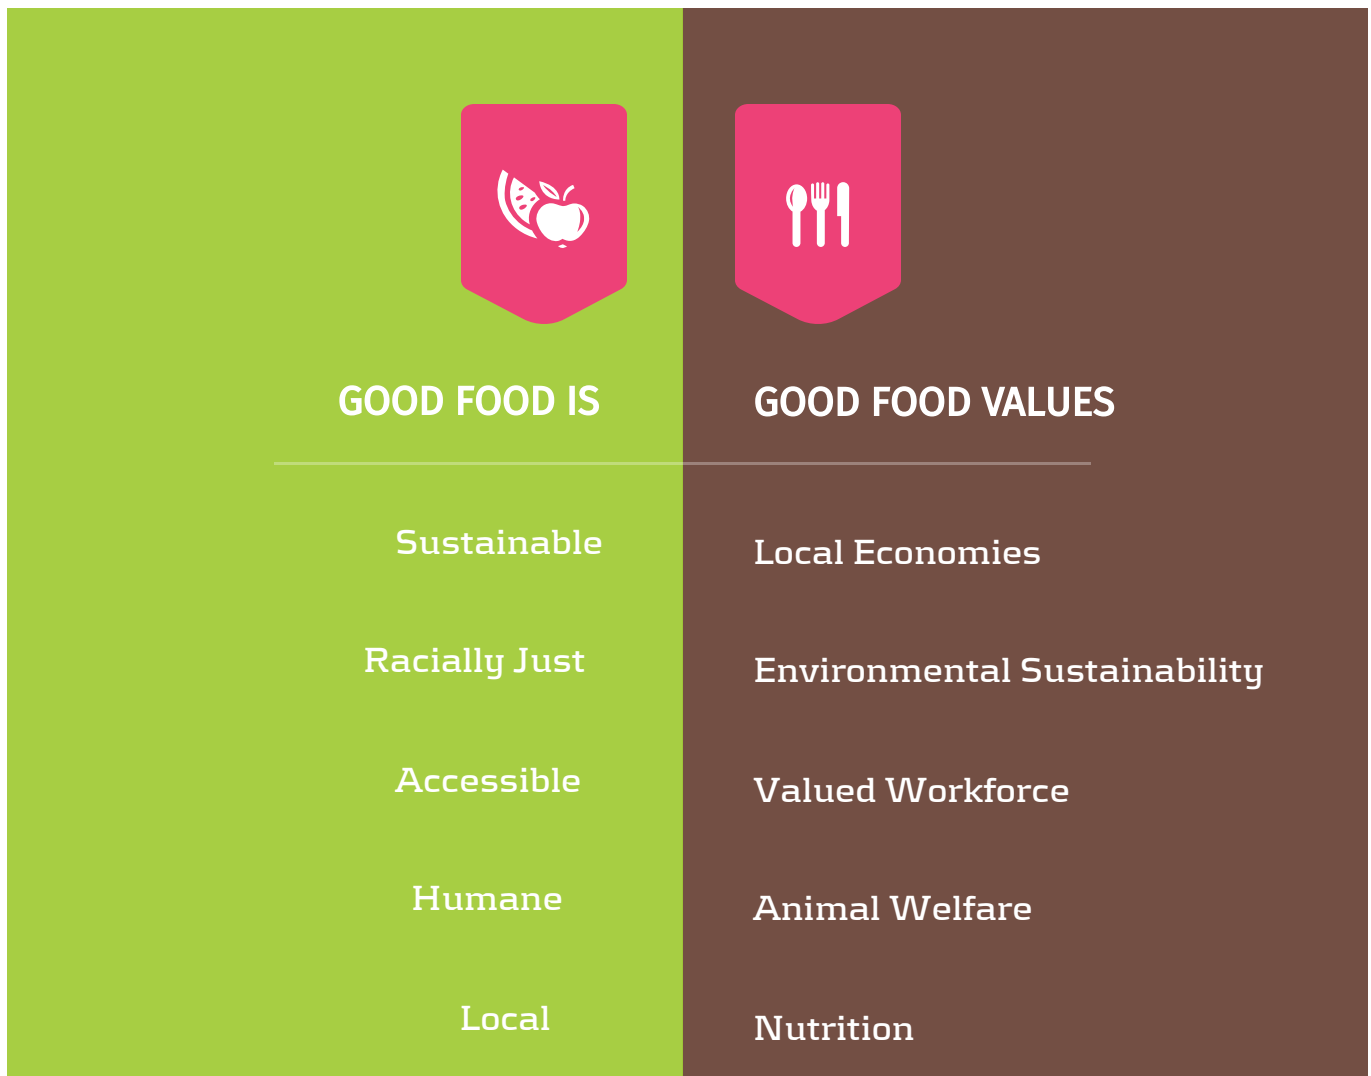 GOOD FOOD IS
Sustainable
Racially Just
Accessible
Humane
Local
GOOD FOOD VALUES
Local Economies
Environmental Sustainability
Valued Workforce
Animal Welfare
Nutrition